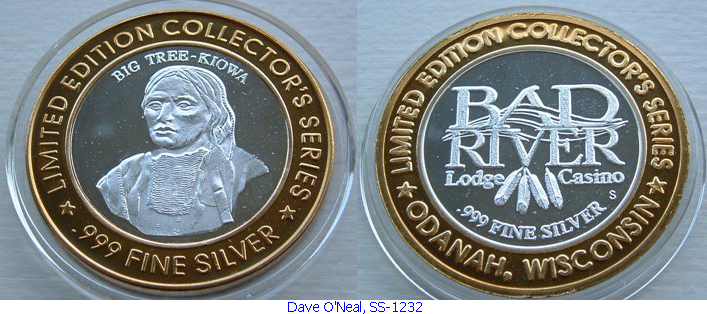 LIMITED EDITION COLLECTOR'S SERIES
BIG TREE-KIOWA
.999 FINE SILVER
LIMITED EDITION COLLECTOR'S SERIES
BAD
RIVER
Lodge Casino
S
.999 FINE SILVER
ODANAH, WISCONSIN
Dave O'Neal, SS-1232